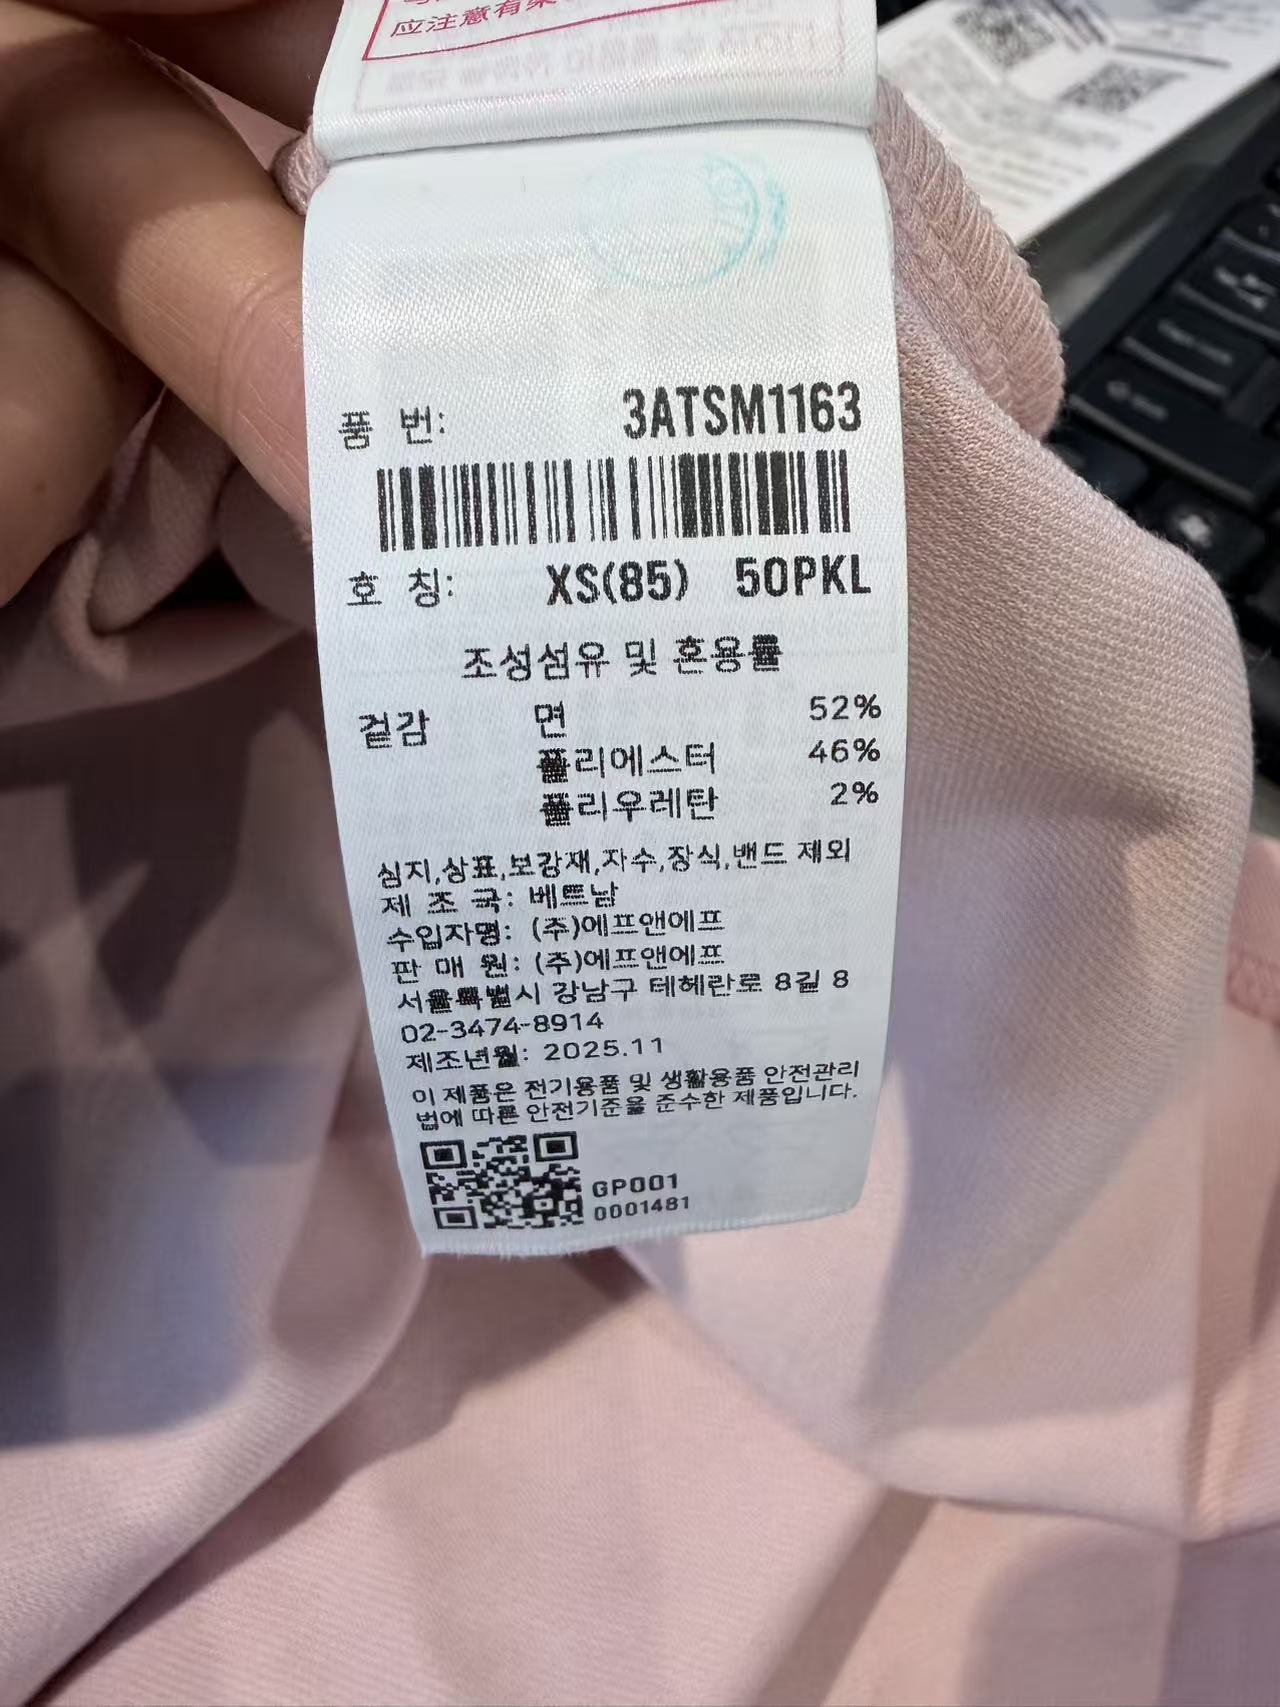 应注意有染
품 번: 3ATSM1163
호 칭: XS(85) 50PKL
조성섬유 및 혼용률
겉감 면 52%
폴리에스터 46%
폴리우레탄 2%
심지,상표,보강재,자수,장식,밴드 제외
제 조 국: 베트남
수입자명: (주)에프앤에프
판 매 원: (주)에프앤에프
서울특별시 강남구 테헤란로 8길 8
02-3474-8914
제조년월: 2025.11
이 제품은 전기용품 및 생활용품 안전관리
법에 따른 안전기준을 준수한 제품입니다.
GP001
0001481